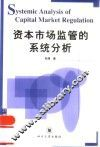 Systemic Analysis of
Capital Market Regulation
资本市场监管的
系统分析